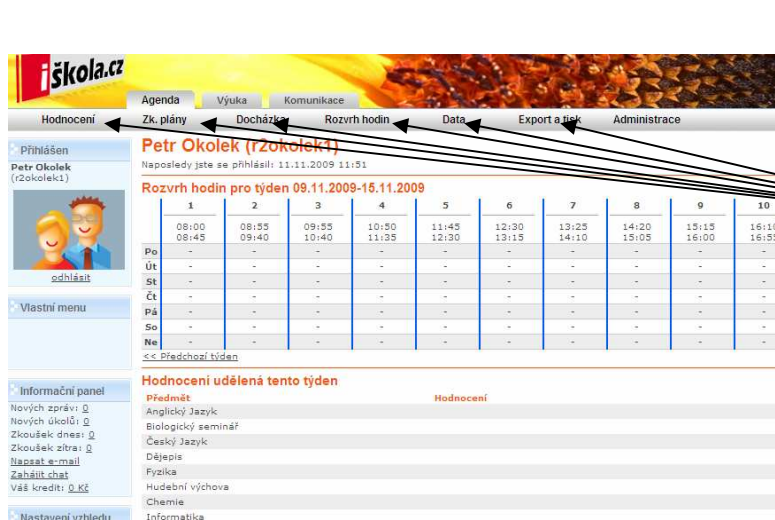 iškola.cz
Agenda Výuka Komunikace
Hodnocení Zk. plány Docházka Rozvrh hodin Data Export a tisk Administrace
Přihlášen
Petr Okolek
(r2okolek1)
odhlásit
Vlastní menu
Informační panel
Nových zpráv: 0
Nových úkolů: 0
Zkoušek dnes: 0
Zkoušek zítra: 0
Napsat e-mail
Zahájit chat
Váš kredit: 0 Kč
Nastavení vzhledu
Petr Okolek (r2okolek1)
Naposledy jste se přihlásil: 11.11.2009 11:51
Rozvrh hodin pro týden 09.11.2009-15.11.2009
1 2 3 4 5 6 7 8 9 10
08:00 08:55 09:55 10:50 11:45 12:30 13:25 14:20 15:15 16:10
08:45 09:40 10:40 11:35 12:30 13:15 14:10 15:05 16:00 16:55
Po - - - - - - - - - -
Út - - - - - - - - - -
St - - - - - - - - - -
Čt - - - - - - - - - -
Pá - - - - - - - - - -
So - - - - - - - - - -
Ne - - - - - - - - - -
<< Předchozí týden
Hodnocení udělená tento týden
Předmět Hodnocení
Anglický Jazyk
Biologický seminář
Český Jazyk
Dějepis
Fyzika
Hudební výchova
Chemie
Informatika